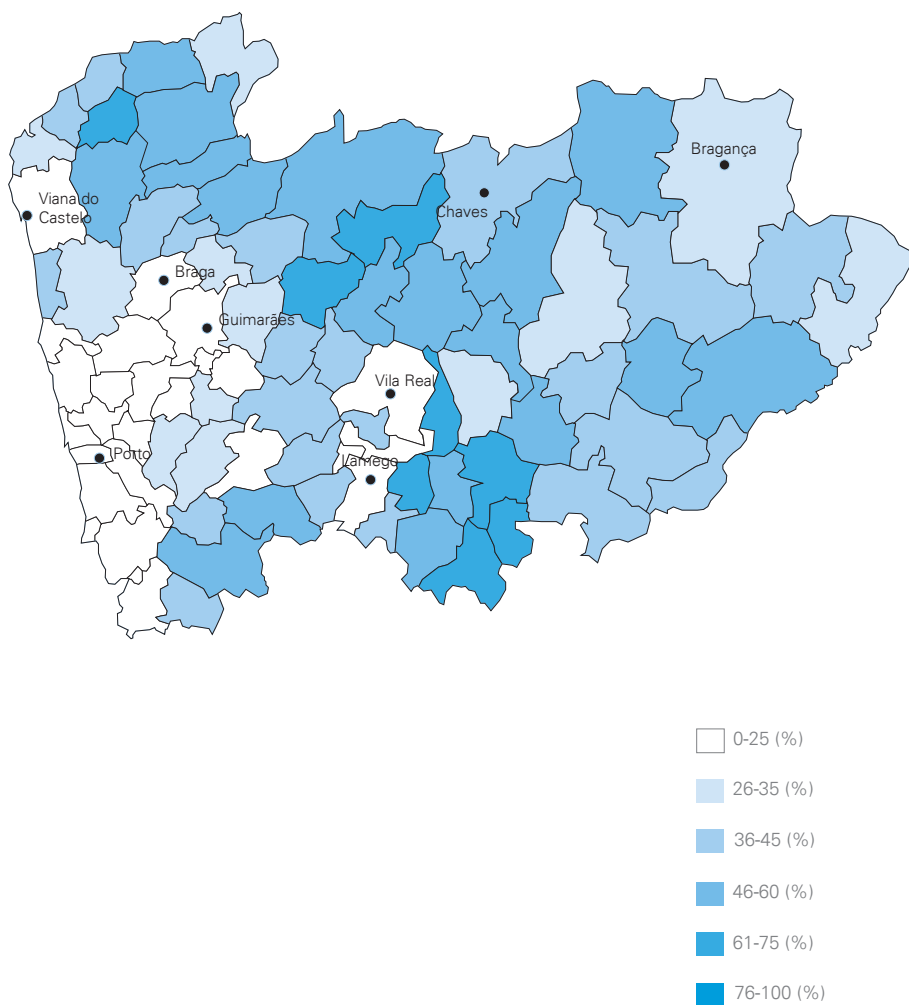 Bragança
Viana do
Castelo
Chaves
Braga
Guimarães
Vila Real
Porto
Lamego
0-25 (%)
26-35 (%)
36-45 (%)
46-60 (%)
61-75 (%)
76-100 (%)